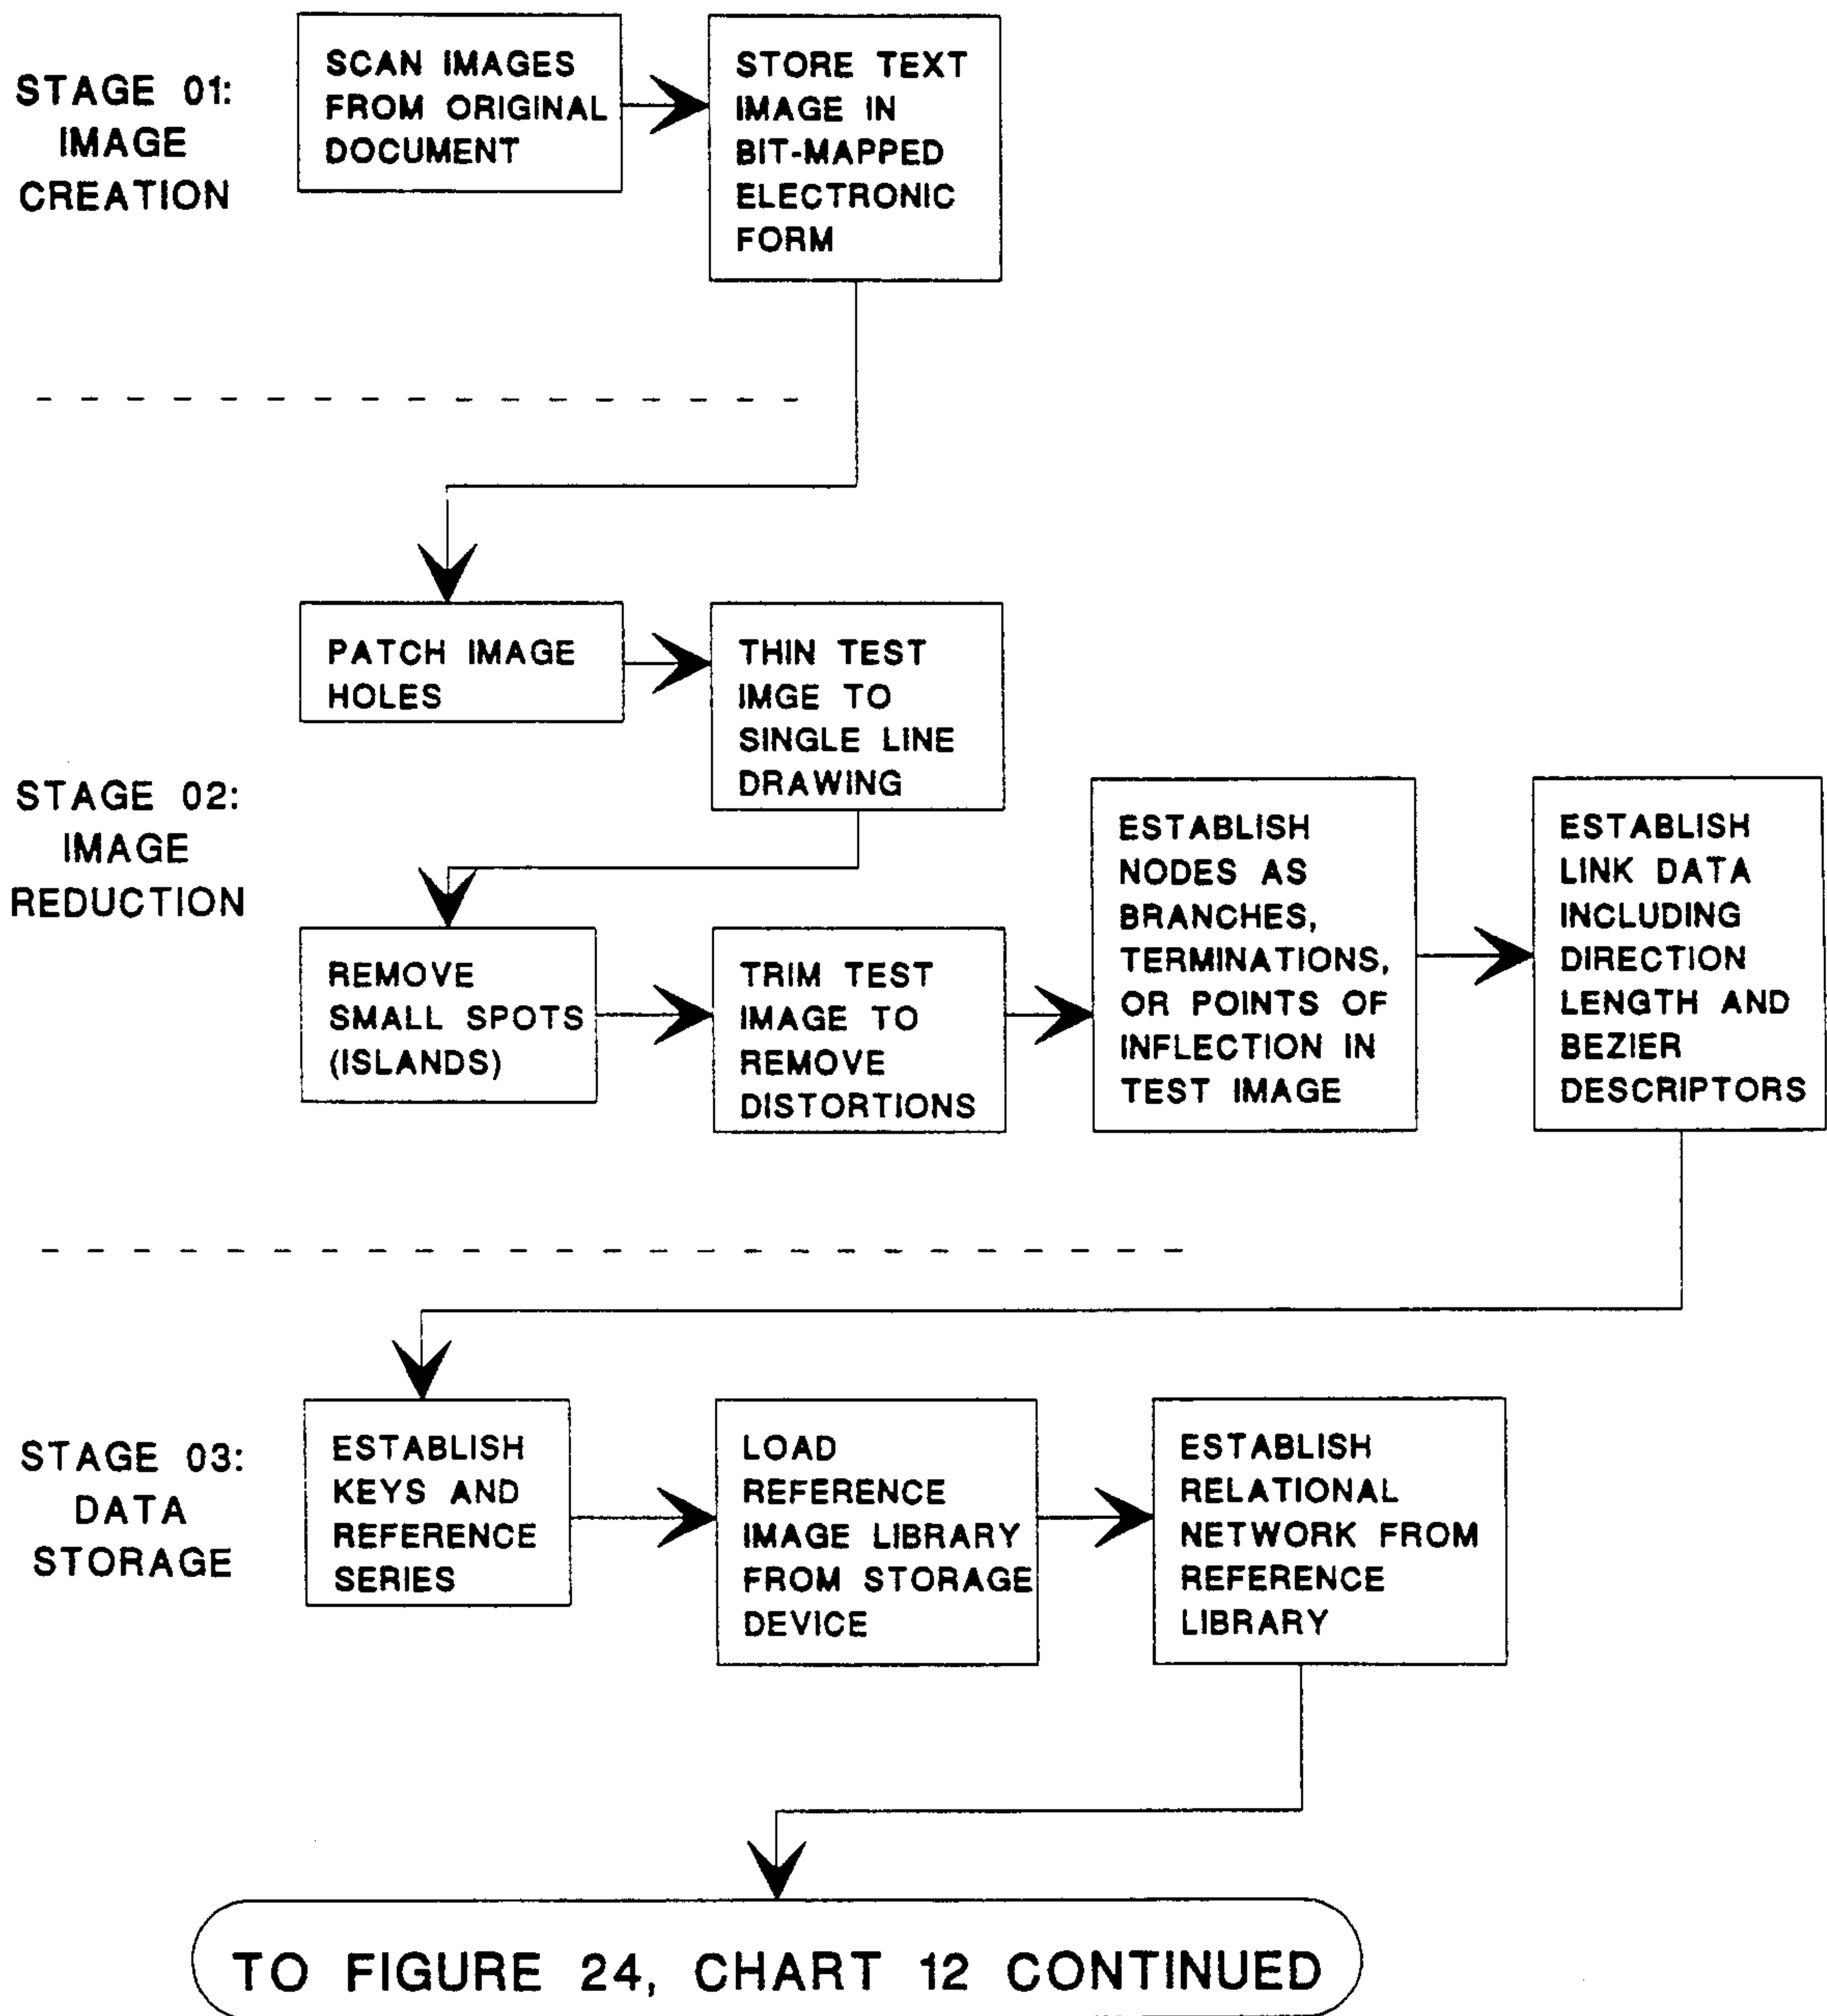 STAGE 01:
IMAGE
CREATION
SCAN IMAGES
FROM ORIGINAL
DOCUMENT
STORE TEXT
IMAGE IN
BIT-MAPPED
ELECTRONIC
FORM
STAGE 02:
IMAGE
REDUCTION
PATCH IMAGE
HOLES
THIN TEST
IMGE TO
SINGLE LINE
DRAWING
REMOVE
SMALL SPOTS
(ISLANDS)
TRIM TEST
IMAGE TO
REMOVE
DISTORTIONS
ESTABLISH
NODES AS
BRANCHES,
TERMINATIONS,
OR POINTS OF
INFLECTION IN
TEST IMAGE
ESTABLISH
LINK DATA
INCLUDING
DIRECTION
LENGTH AND
BEZIER
DESCRIPTORS
STAGE 03:
DATA
STORAGE
ESTABLISH
KEYS AND
REFERENCE
SERIES
LOAD
REFERENCE
IMAGE LIBRARY
FROM STORAGE
DEVICE
ESTABLISH
RELATIONAL
NETWORK FROM
REFERENCE
LIBRARY
TO FIGURE 24, CHART 12 CONTINUED